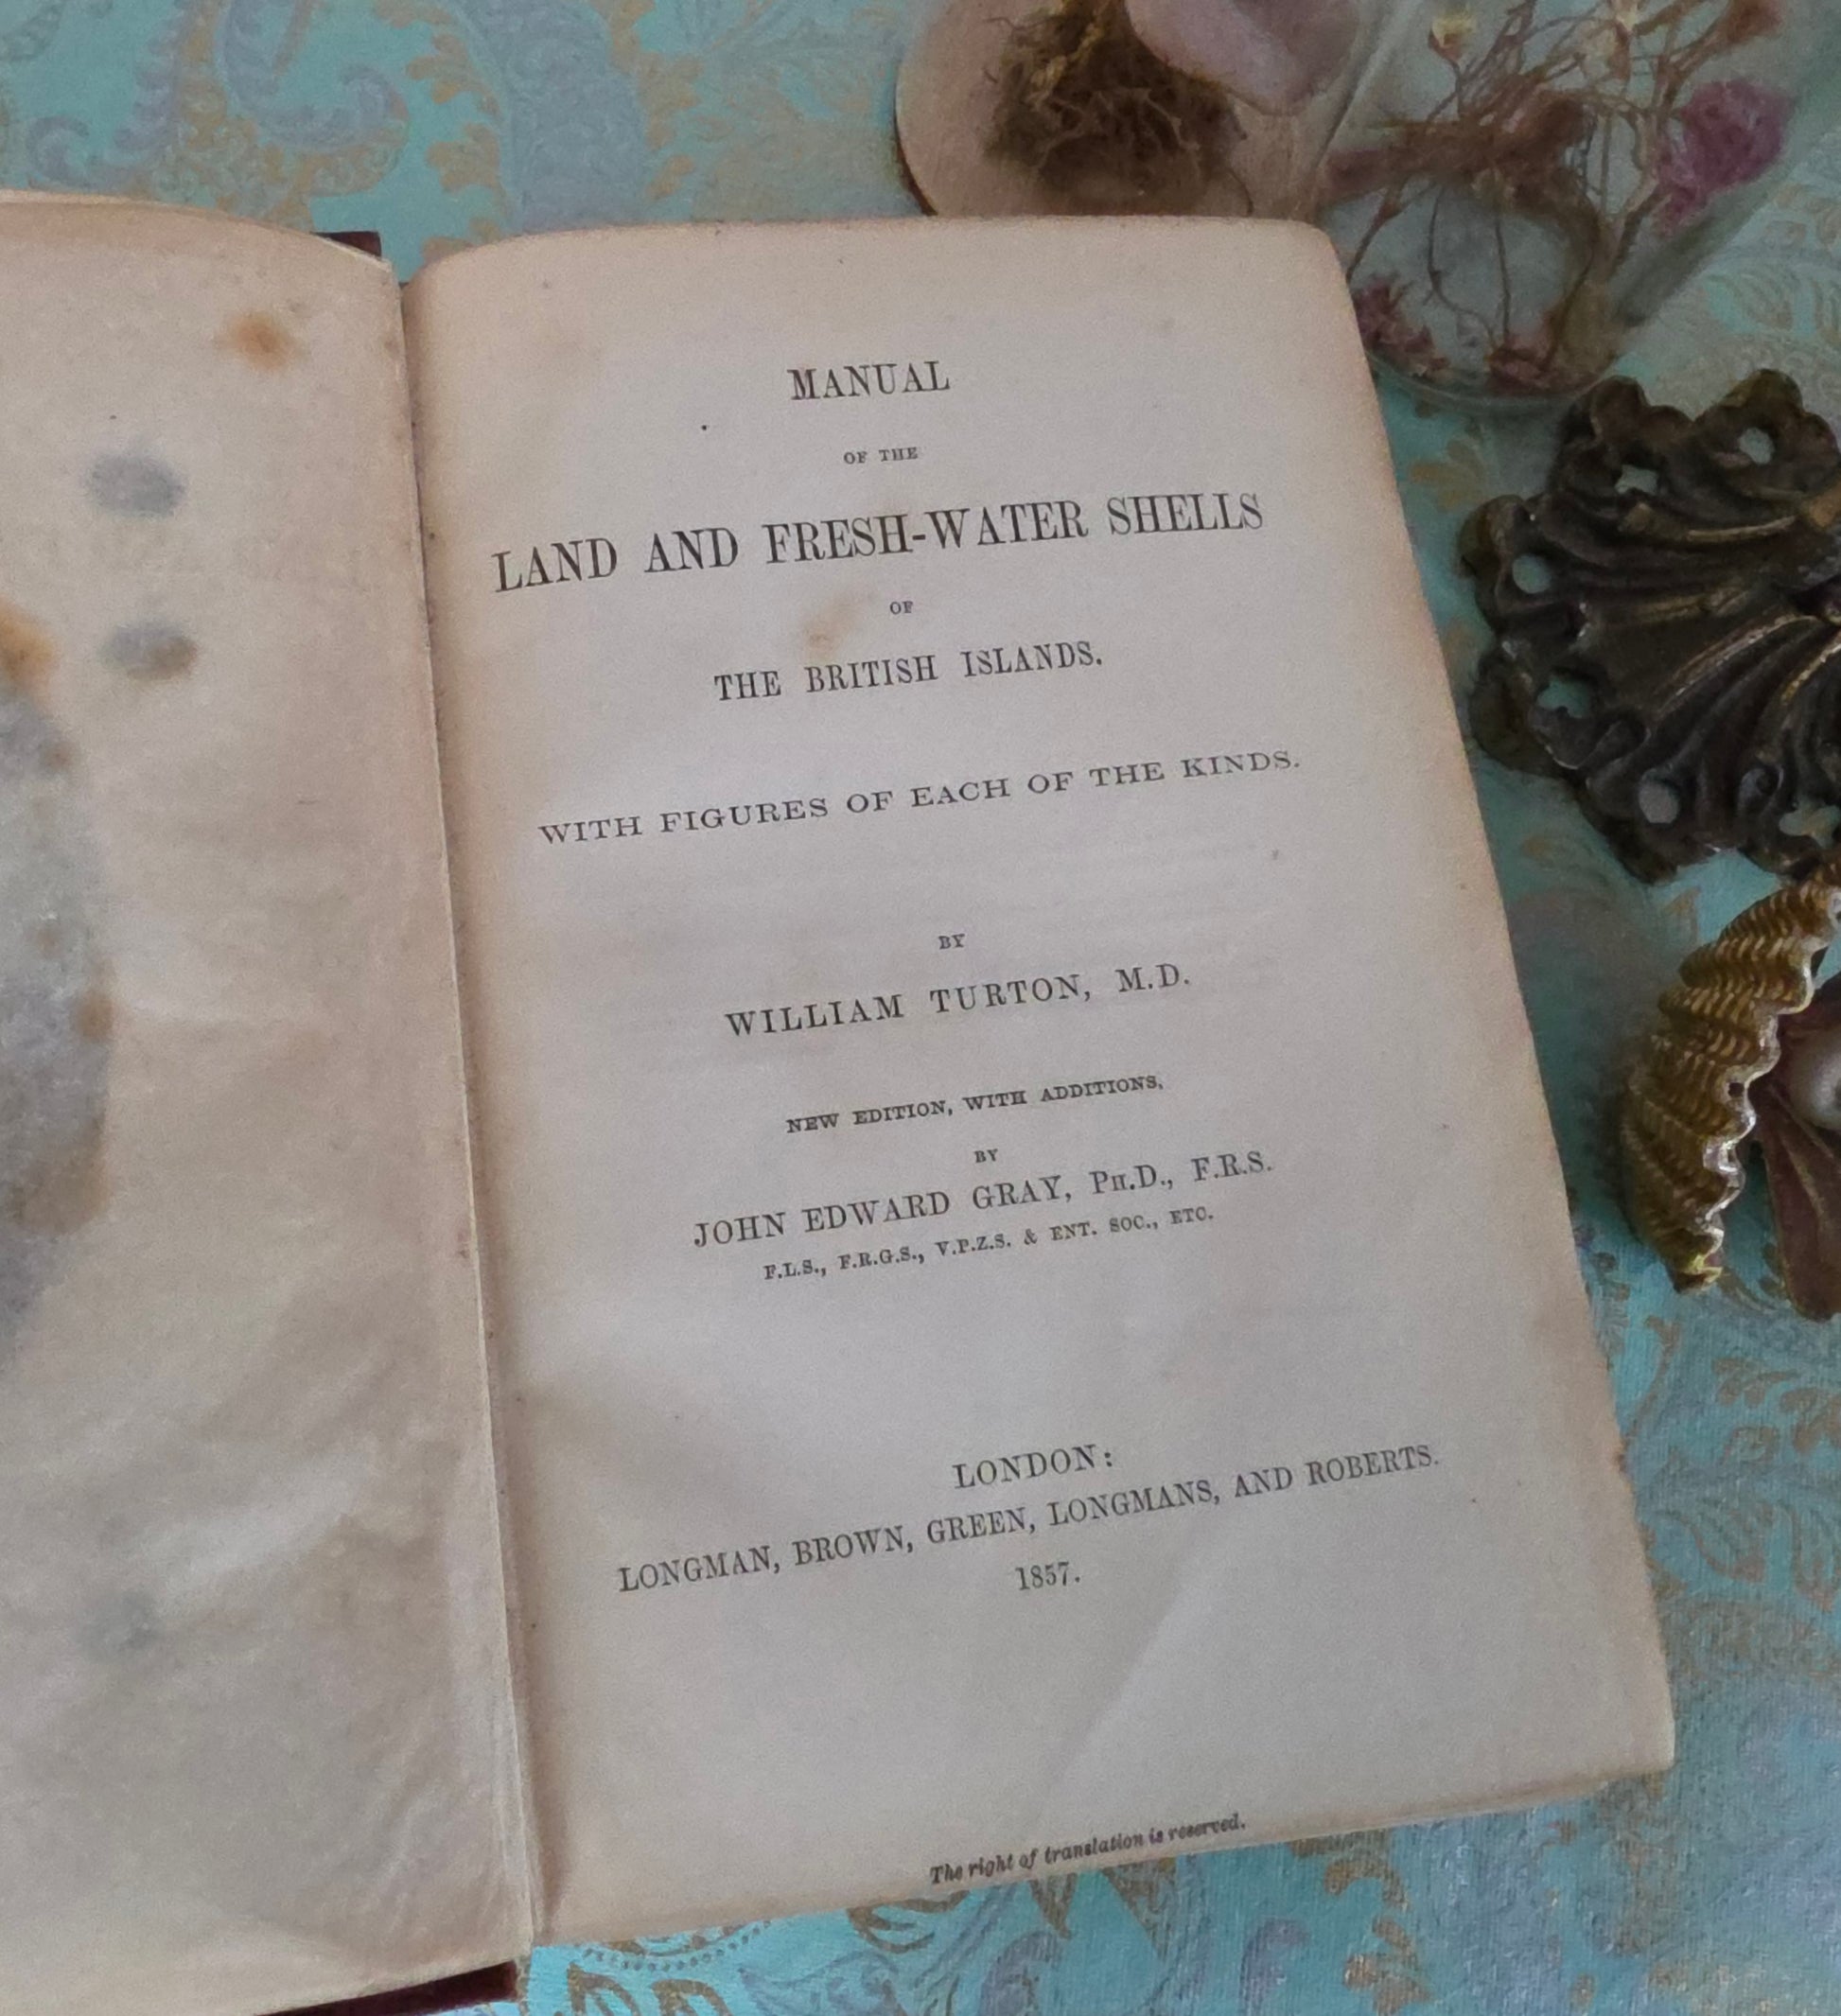 MANUAL
OF THE
LAND AND FRESH-WATER SHELLS
OF
THE BRITISH ISLANDS.
WITH FIGURES OF EACH OF THE KINDS.
BY
WILLIAM TURTON, M.D.
NEW EDITION, WITH ADDITIONS,
BY
JOHN EDWARD GRAY, PH.D., F.R.S.
F.L.S., F.R.G.S., V.P.Z.S. & ENT. SOC., ETC.
LONDON:
LONGMAN, BROWN, GREEN, LONGMANS, AND ROBERTS.
1857.
The right of translation is reserved.